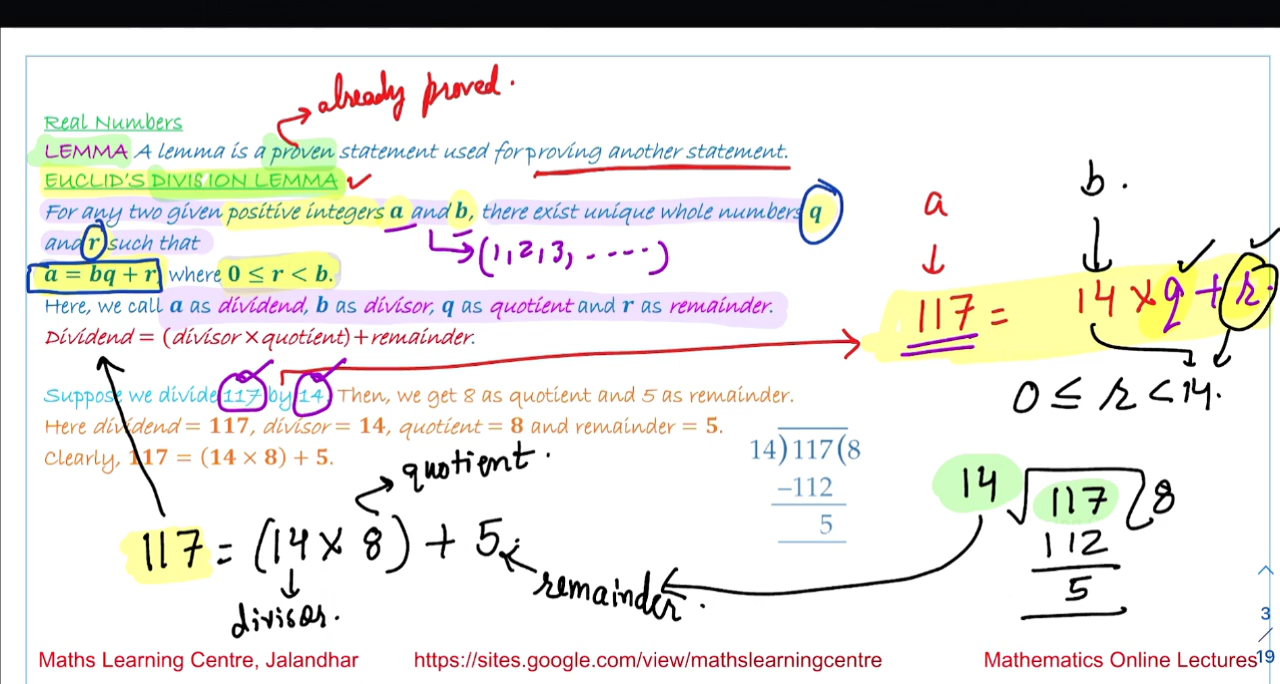 already proved.
Real Numbers
LEMMA A lemma is a proven statement used for proving another statement.
EUCLID'S DIVISION LEMMA
For any two given positive integers a and b, there exist unique whole numbers q
and r such that
(1, 2, 3, ....)
a = bq + r, where 0 ≤ r < b.
Here, we call a as dividend, b as divisor, q as quotient and r as remainder.
Dividend = (divisor × quotient) + remainder.
a
b.
117 = 14 × q + r.
0 ≤ r < 14.
Suppose we divide 117 by 14. Then, we get 8 as quotient and 5 as remainder.
Here dividend = 117, divisor = 14, quotient = 8 and remainder = 5.
Clearly, 117 = (14 × 8) + 5.
14)117(8
−112
5
quotient.
117 = (14 × 8) + 5.
divisor.
remainder.
14 117 8
112
5
3
/
19
Maths Learning Centre, Jalandhar
https://sites.google.com/view/mathslearningcentre
Mathematics Online Lectures